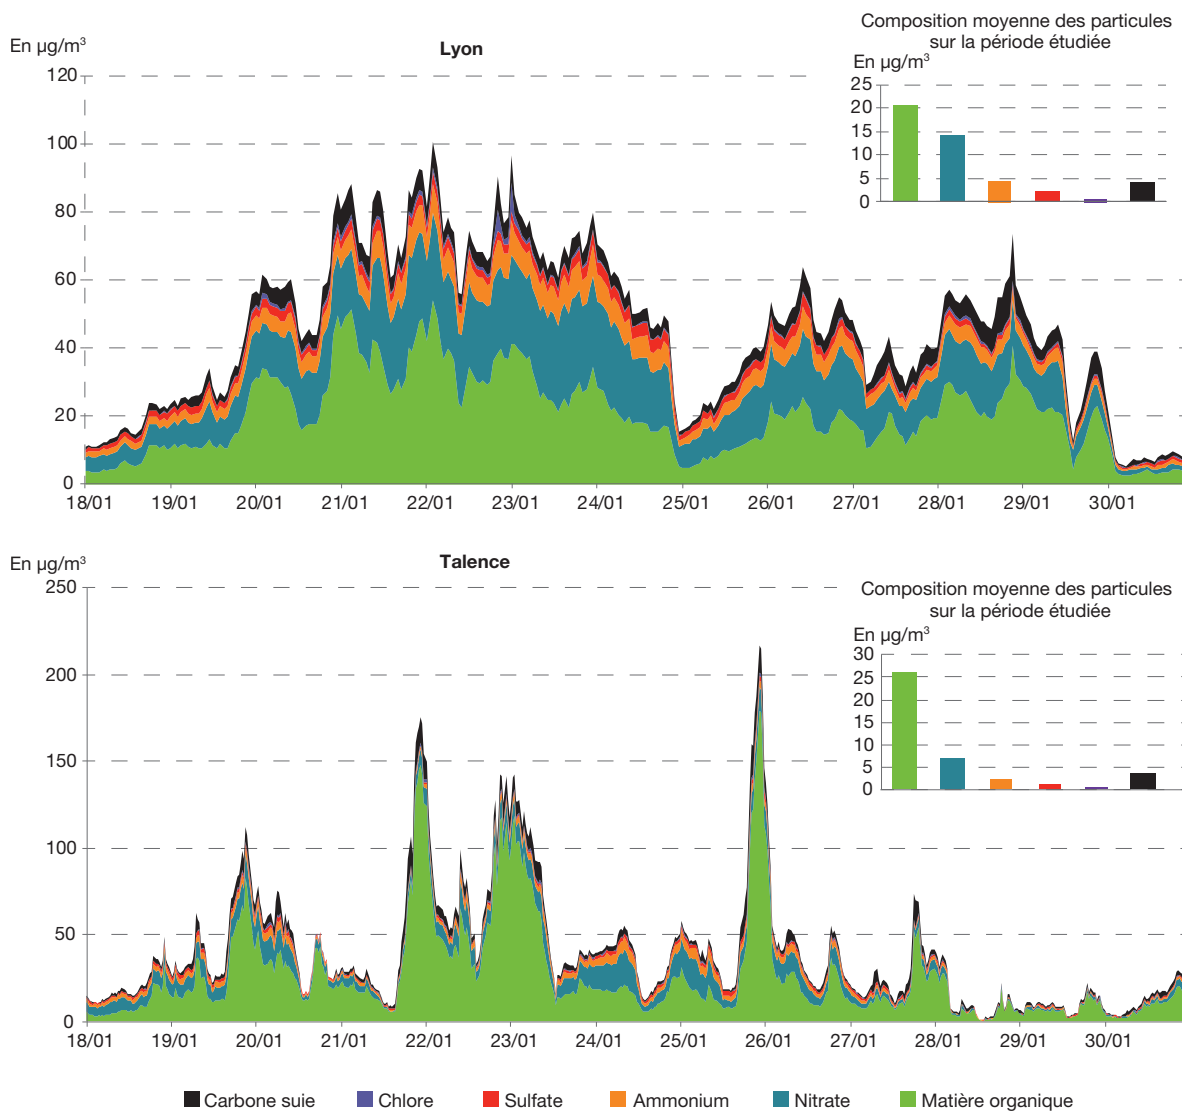 En µg/m³
Lyon
120
100
80
60
40
20
0
18/01 19/01 20/01 21/01 22/01 23/01 24/01 25/01 26/01 27/01 28/01 29/01 30/01
Composition moyenne des particules
sur la période étudiée
En µg/m³
25
20
15
10
5
0
En µg/m³
Talence
250
200
150
100
50
0
18/01 19/01 20/01 21/01 22/01 23/01 24/01 25/01 26/01 27/01 28/01 29/01 30/01
Composition moyenne des particules
sur la période étudiée
En µg/m³
30
25
20
15
10
5
0
Carbone suie Chlore Sulfate Ammonium Nitrate Matière organique